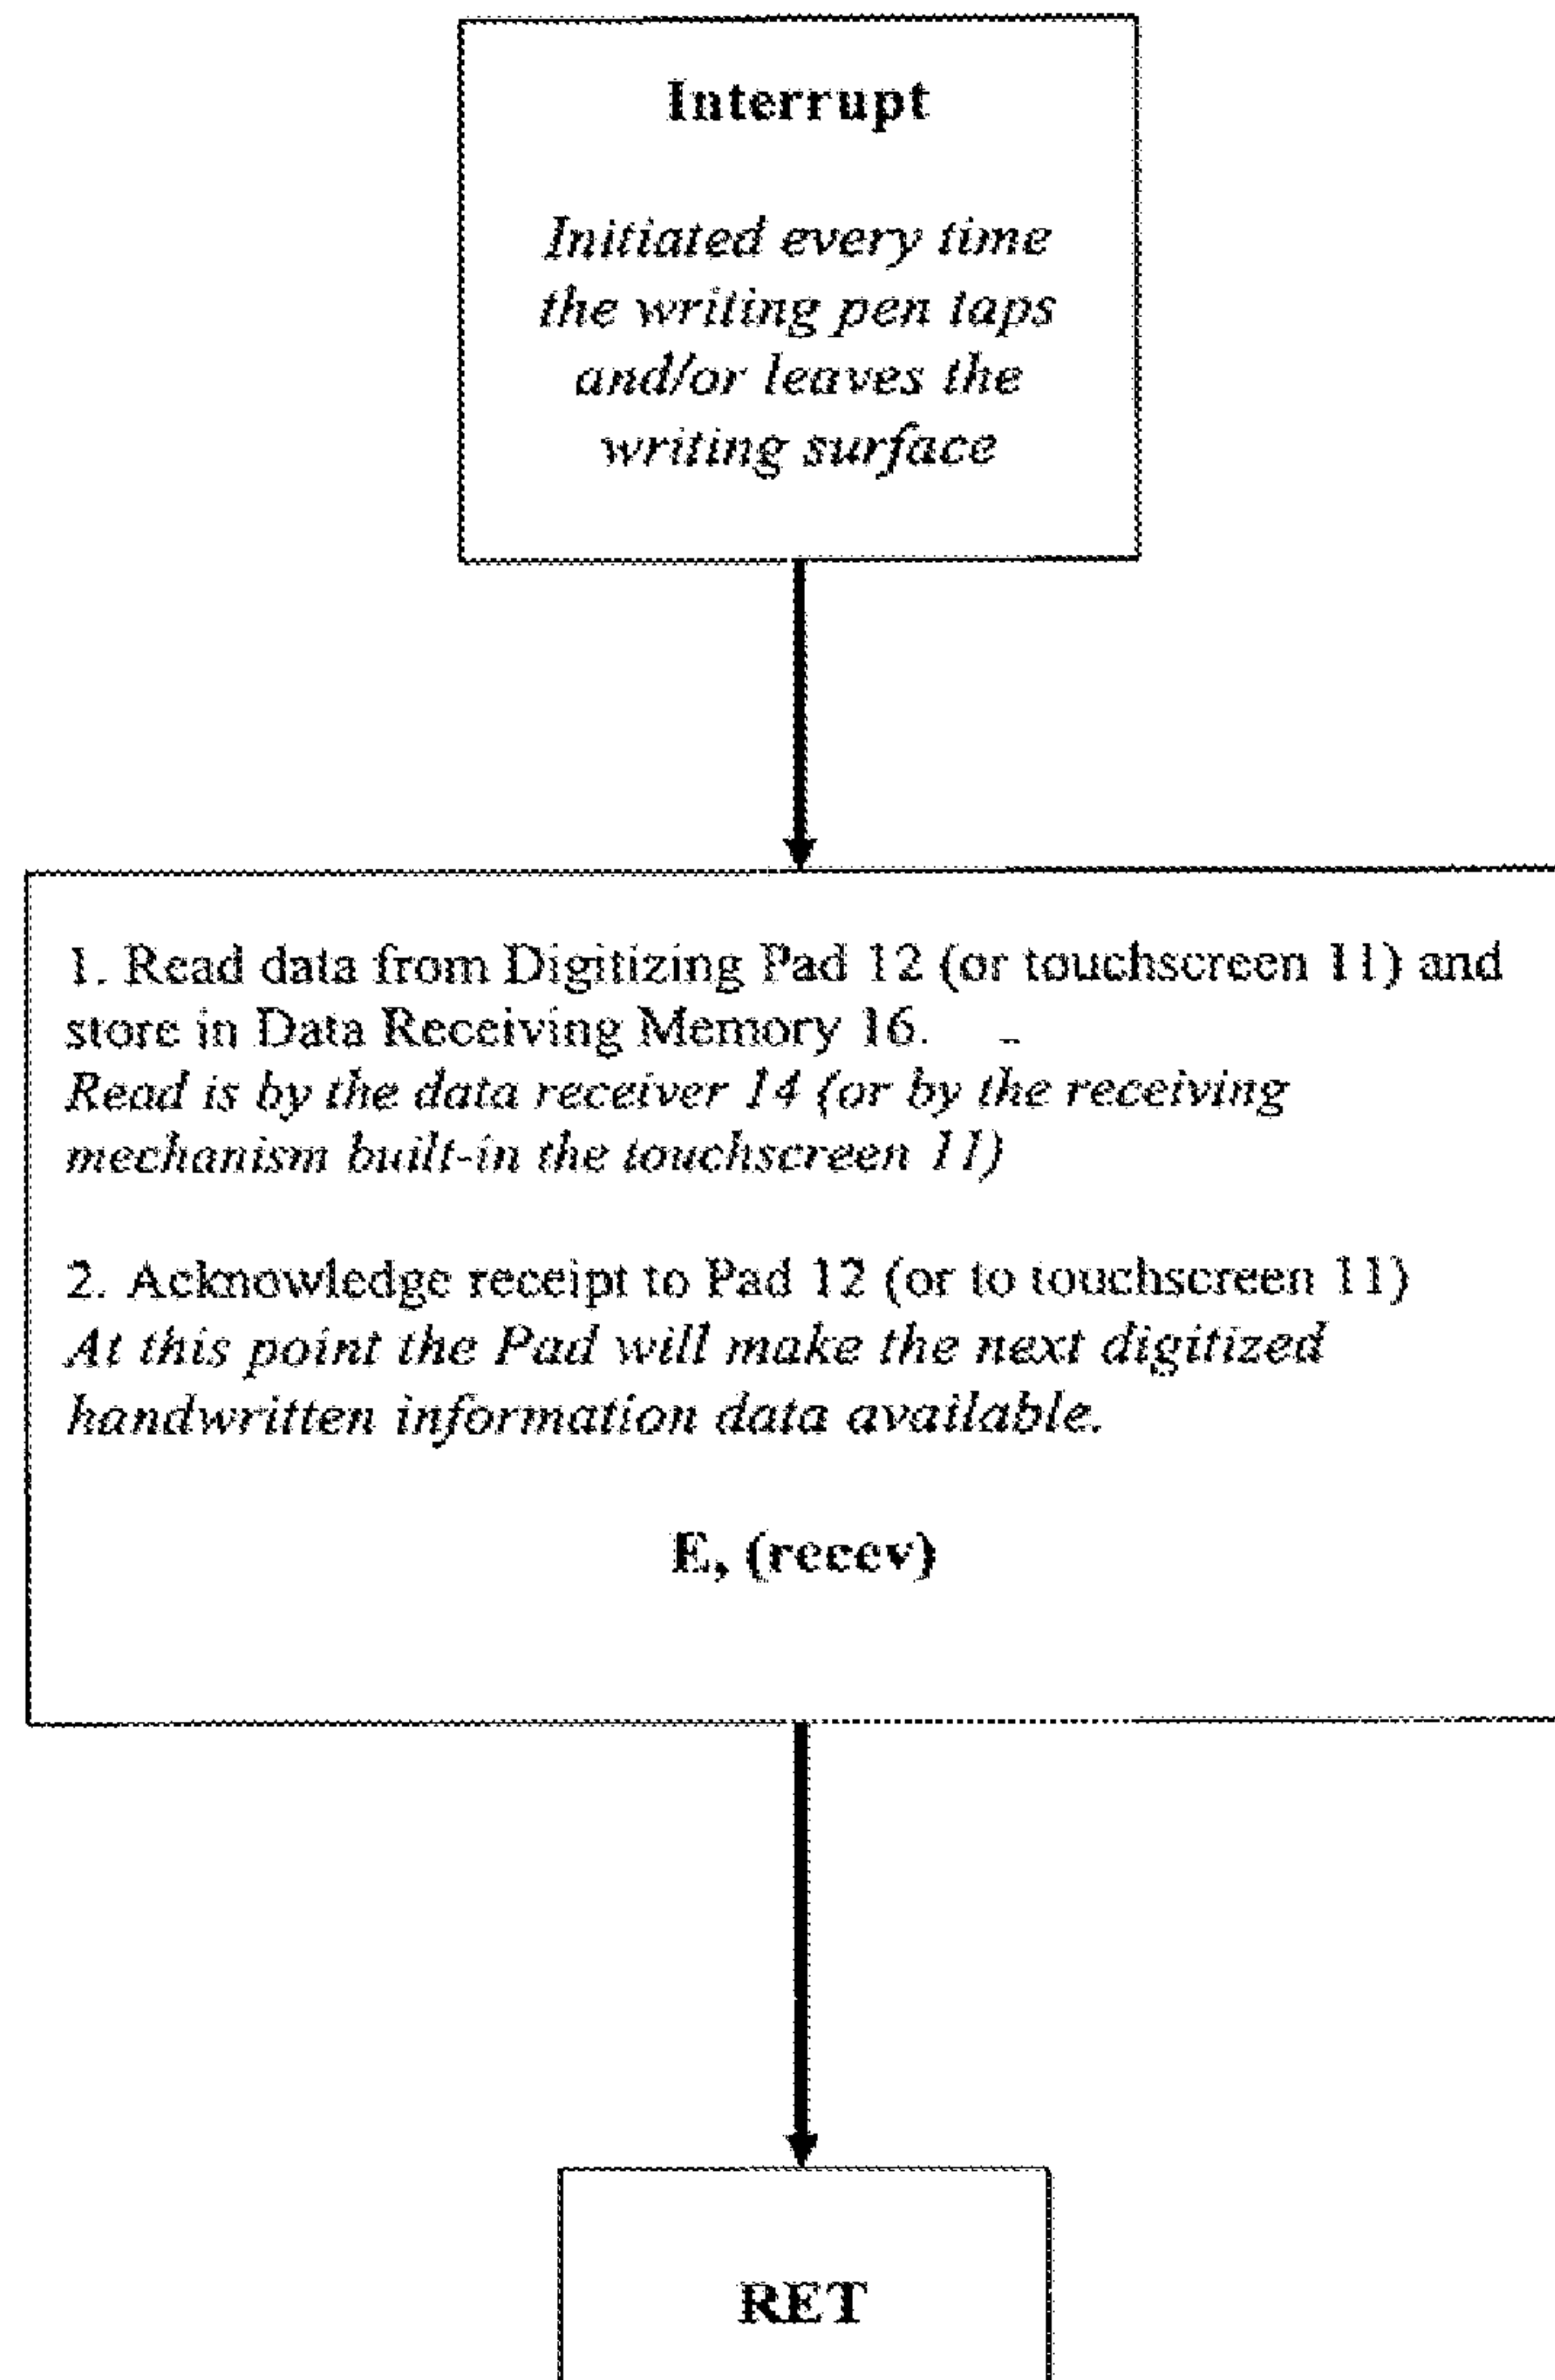 Interrupt
Initiated every time
the writing pen taps
and/or leaves the
writing surface
1. Read data from Digitizing Pad 12 (or touchscreen 11) and
store in Data Receiving Memory 16.
Read is by the data receiver 14 (or by the receiving
mechanism built-in the touchscreen 11)
2. Acknowledge receipt to Pad 12 (or to touchscreen 11)
At this point the Pad will make the next digitized
handwritten information data available.
E, (recev)
RET